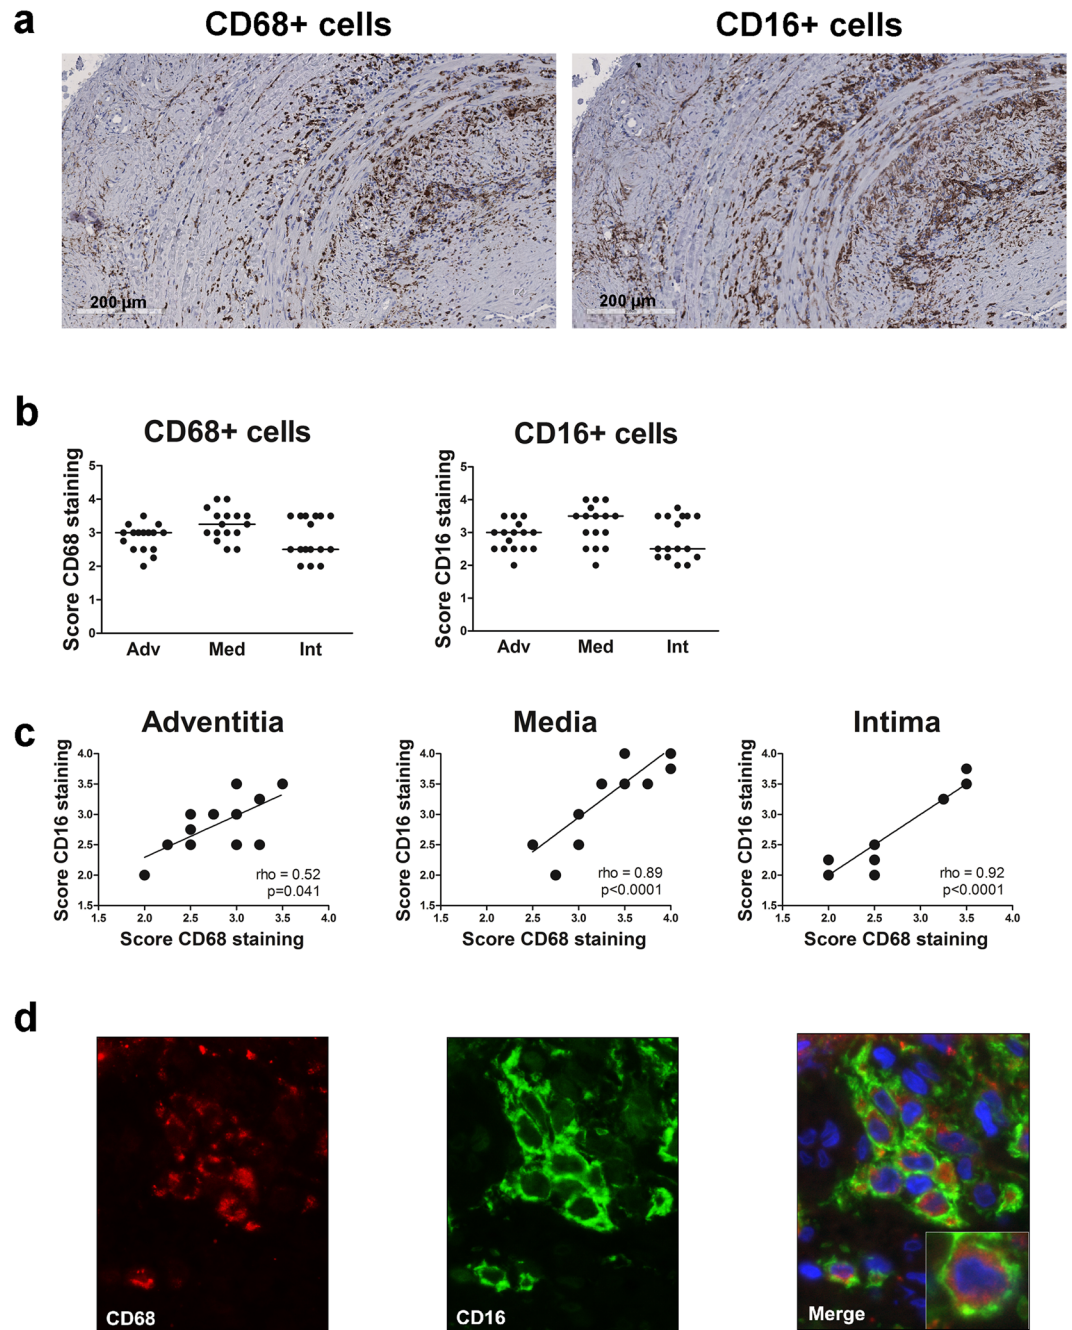 a
CD68+ cells
CD16+ cells
200 µm
200 µm
b
CD68+ cells
CD16+ cells
Score CD68 staining
5
4
3
2
1
0
Adv Med Int
Score CD16 staining
5
4
3
2
1
0
Adv Med Int
c
Adventitia
Media
Intima
Score CD16 staining
4.0
3.5
3.0
2.5
2.0
1.5
rho = 0.52
p=0.041
1.5 2.0 2.5 3.0 3.5 4.0
Score CD68 staining
Score CD16 staining
4.0
3.5
3.0
2.5
2.0
1.5
rho = 0.89
p<0.0001
1.5 2.0 2.5 3.0 3.5 4.0
Score CD68 staining
Score CD16 staining
4.0
3.5
3.0
2.5
2.0
1.5
rho = 0.92
p<0.0001
1.5 2.0 2.5 3.0 3.5 4.0
Score CD68 staining
d
CD68
CD16
Merge